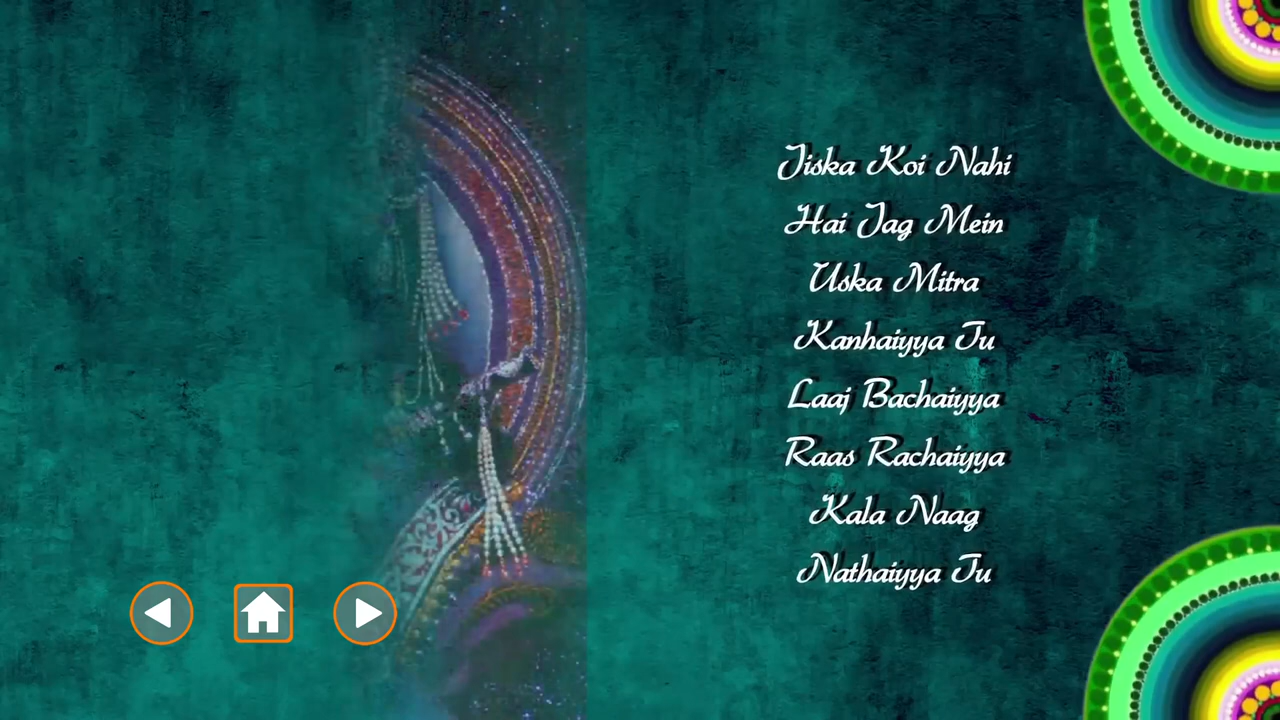 Jiska Koi Nahi
Hai Jag Mein
Uska Mitra
Kanhaiyya Tu
Laaj Bachaiyya
Raas Rachaiyya
Kala Naag
Nathaiyya Tu